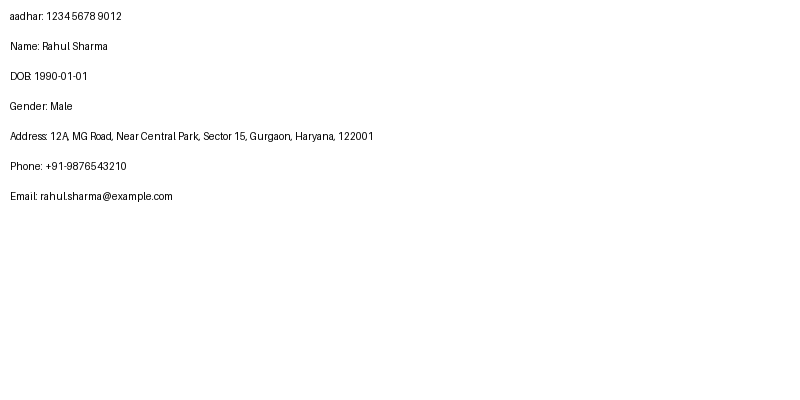 aadhar: 1234 5678 9012
Name: Rahul Sharma
DOB: 1990-01-01
Gender: Male
Address: 12A, MG Road, Near Central Park, Sector 15, Gurgaon, Haryana, 122001
Phone: +91-9876543210
Email: rahul.sharma@example.com